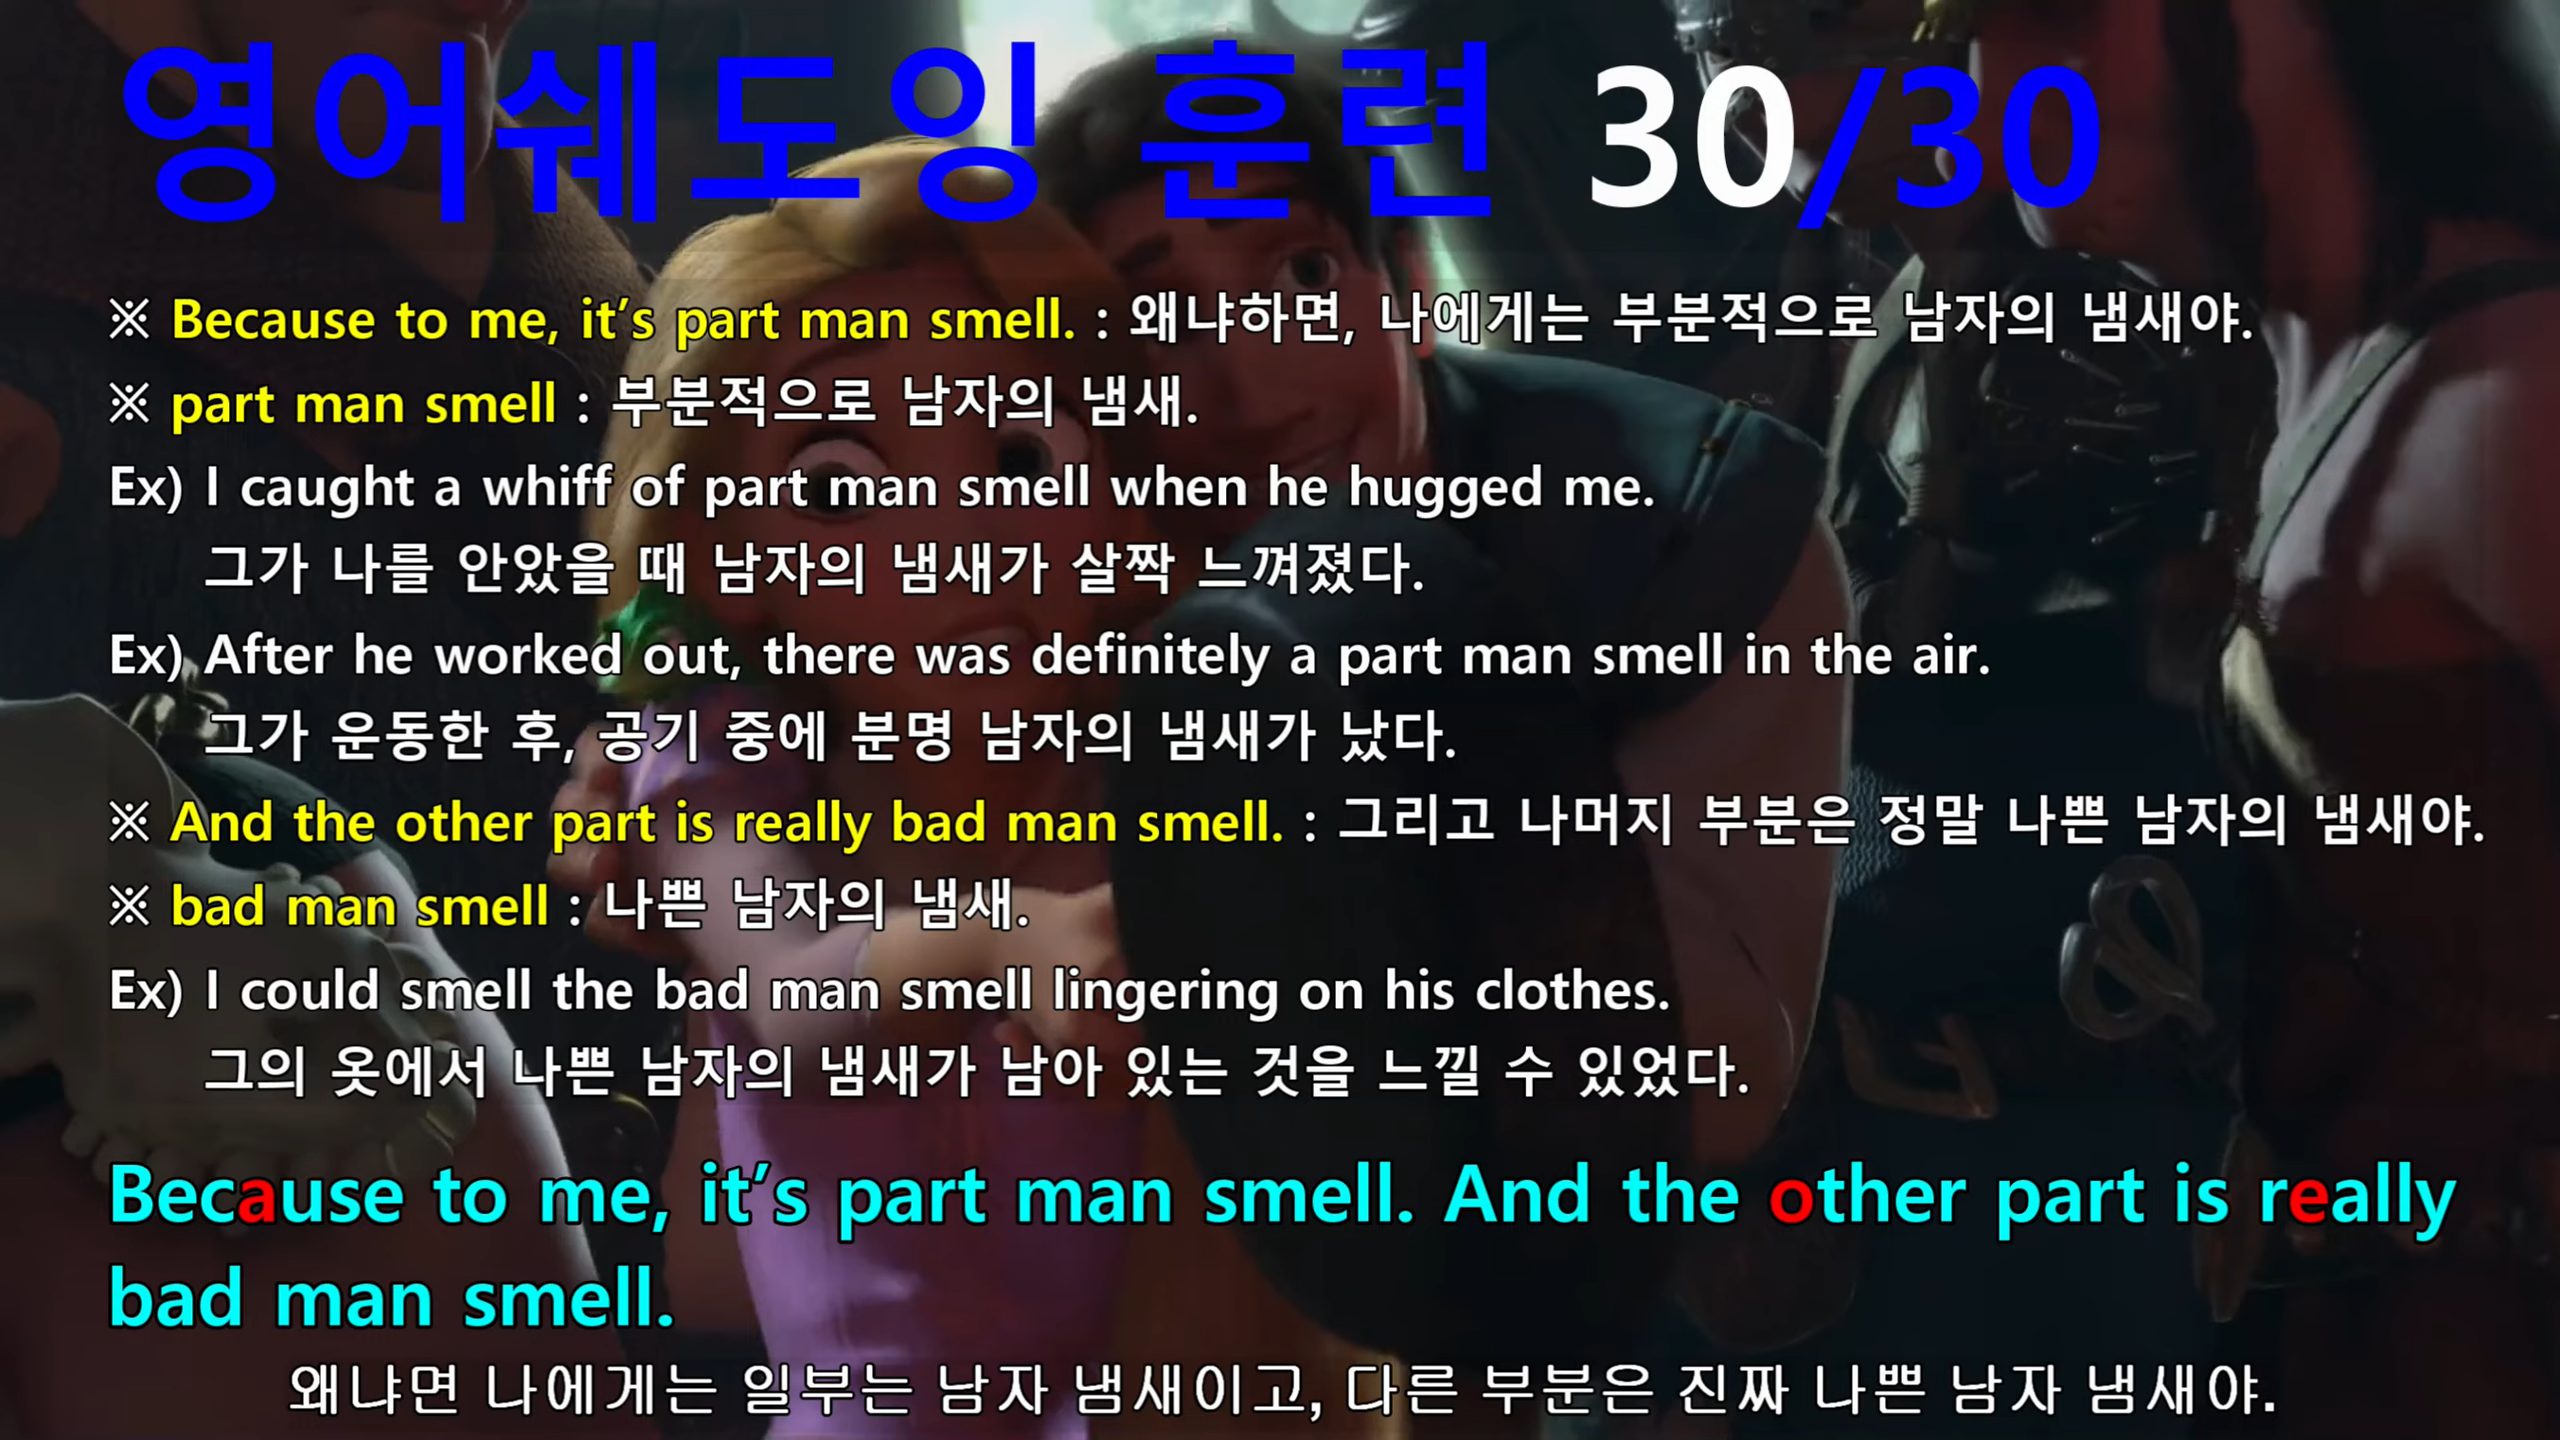 영어쉐도잉 훈련 30/30
※ Because to me, it’s part man smell. : 왜냐하면, 나에게는 부분적으로 남자의 냄새야.
※ part man smell : 부분적으로 남자의 냄새.
Ex) I caught a whiff of part man smell when he hugged me.
그가 나를 안았을 때 남자의 냄새가 살짝 느껴졌다.
Ex) After he worked out, there was definitely a part man smell in the air.
그가 운동한 후, 공기 중에 분명 남자의 냄새가 났다.
※ And the other part is really bad man smell. : 그리고 나머지 부분은 정말 나쁜 남자의 냄새야.
※ bad man smell : 나쁜 남자의 냄새.
Ex) I could smell the bad man smell lingering on his clothes.
그의 옷에서 나쁜 남자의 냄새가 남아 있는 것을 느낄 수 있었다.
Because to me, it’s part man smell. And the other part is really
bad man smell.
왜냐면 나에게는 일부는 남자 냄새이고, 다른 부분은 진짜 나쁜 남자 냄새야.